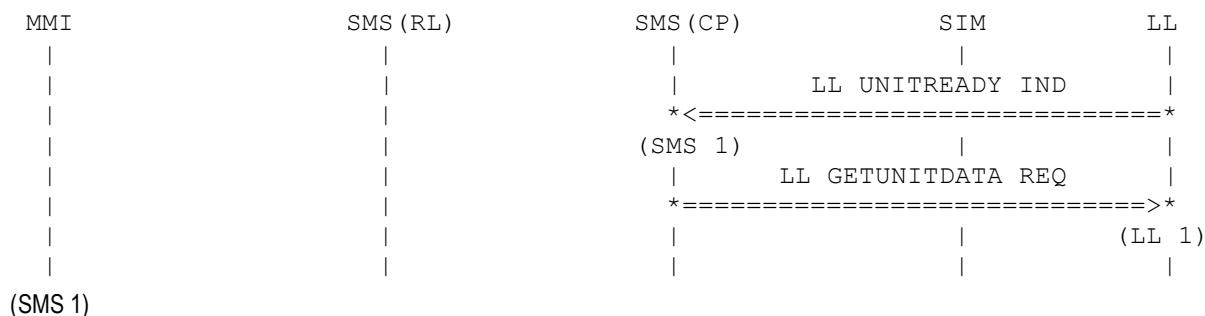 MMI SMS(RL) SMS(CP) SIM LL
LL UNITREADY IND
(SMS 1)
LL GETUNITDATA REQ
(LL 1)
(SMS 1)